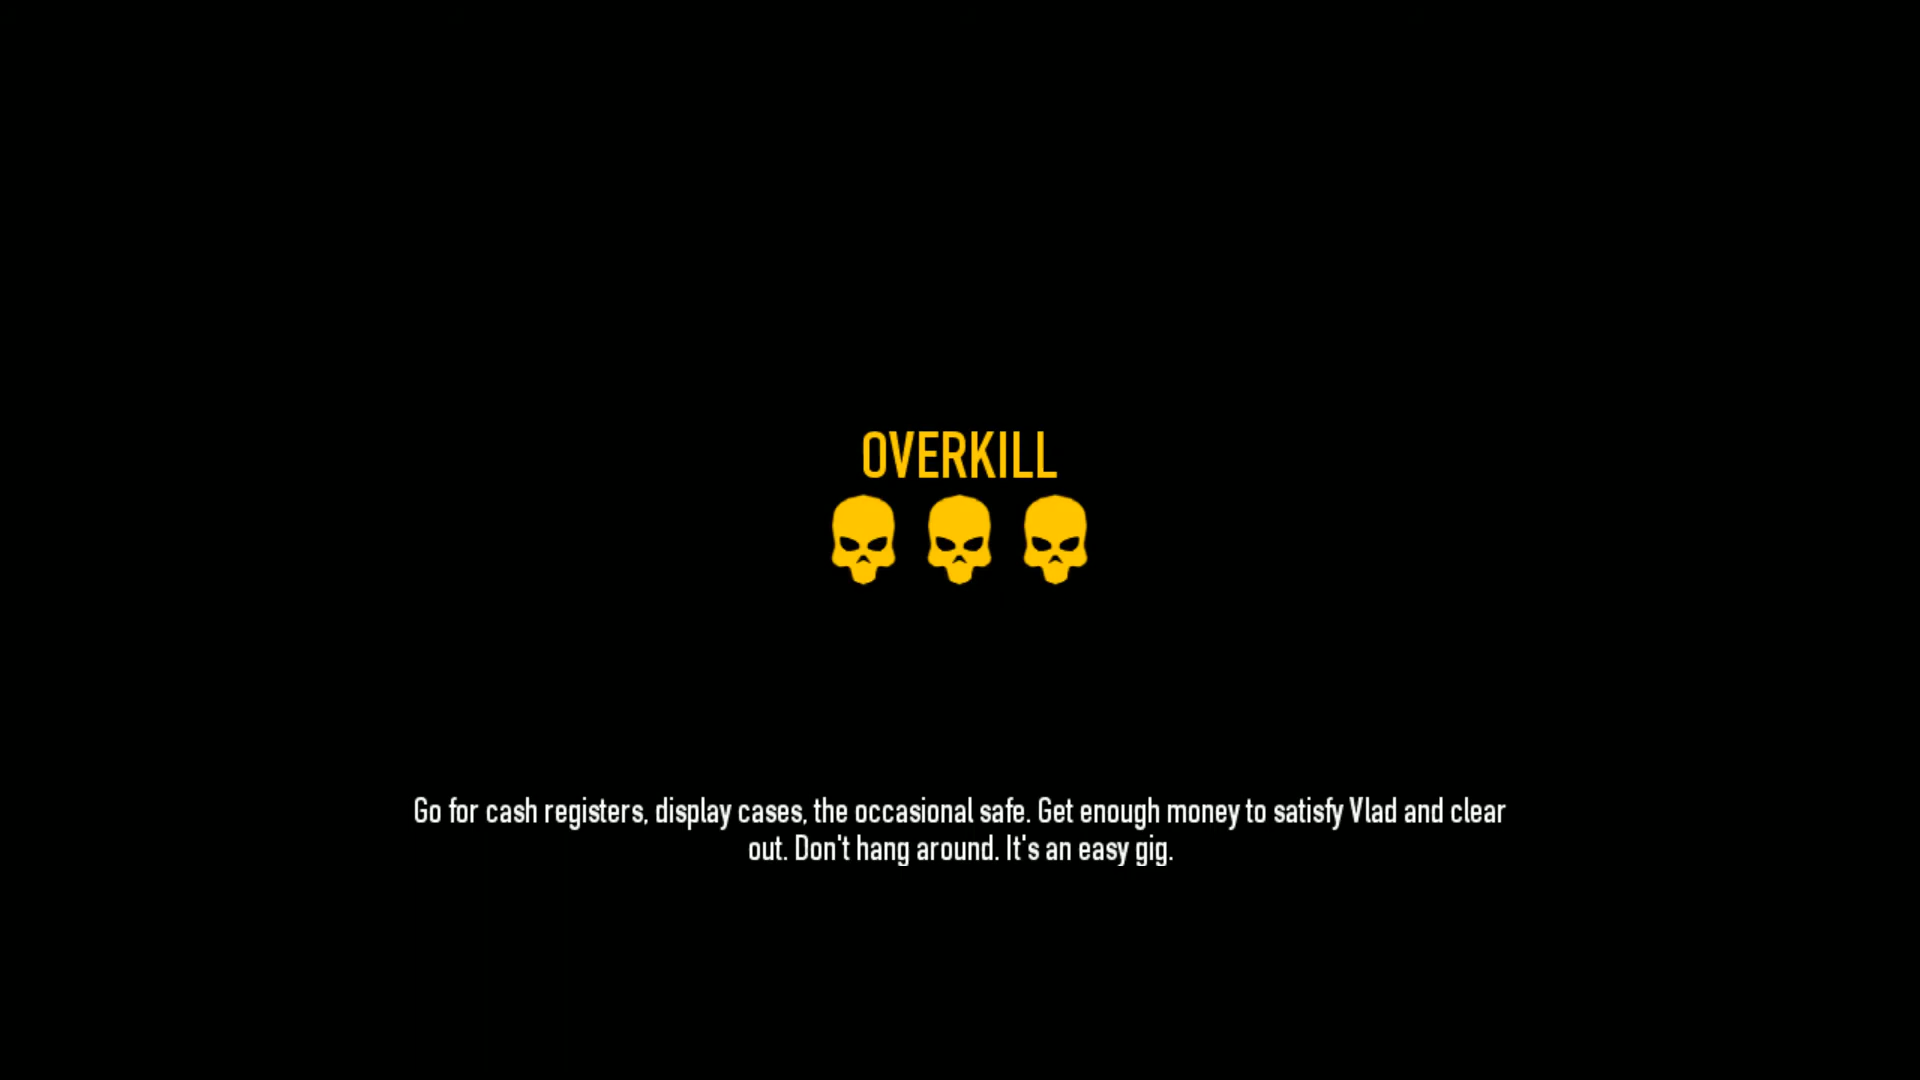 OVERKILL
Go for cash registers, display cases, the occasional safe. Get enough money to satisfy Vlad and clear
out. Don't hang around. It's an easy gig.